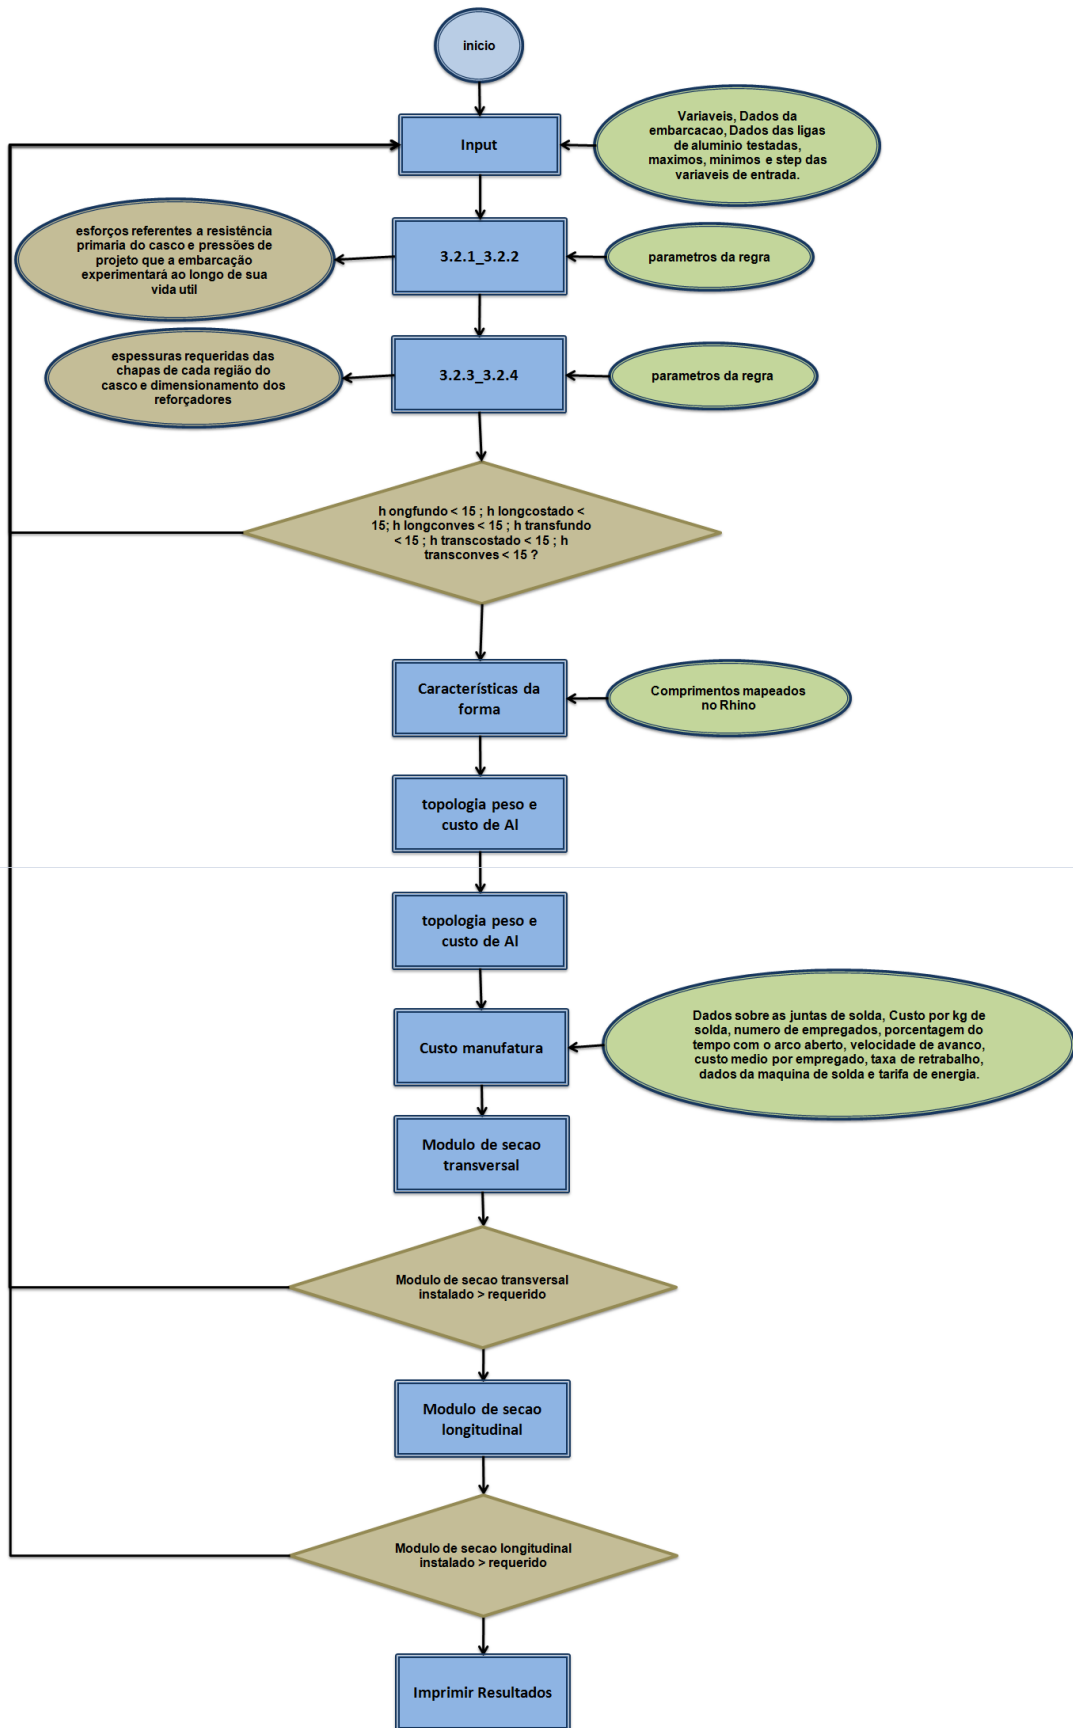 inicio
Input
Variaveis, Dados da
embarcacao, Dados das ligas
de aluminio testadas,
maximos, minimos e step das
variaveis de entrada.
esforços referentes a resistência
primaria do casco e pressões de
projeto que a embarcação
experimentará ao longo de sua
vida util
3.2.1_3.2.2
parametros da regra
espessuras requeridas das
chapas de cada região do
casco e dimensionamento dos
reforçadores
3.2.3_3.2.4
parametros da regra
h ongfundo < 15 ; h longcostado <
15; h longconves < 15 ; h transfundo
< 15 ; h transcostado < 15 ; h
transconves < 15 ?
Características da
forma
Comprimentos mapeados
no Rhino
topologia peso e
custo de Al
topologia peso e
custo de Al
Custo manufatura
Dados sobre as juntas de solda, Custo por kg de
solda, numero de empregados, porcentagem do
tempo com o arco aberto, velocidade de avanco,
custo medio por empregado, taxa de retrabalho,
dados da maquina de solda e tarifa de energia.
Modulo de secao
transversal
Modulo de secao transversal
instalado > requerido
Modulo de secao
longitudinal
Modulo de secao longitudinal
instalado > requerido
Imprimir Resultados